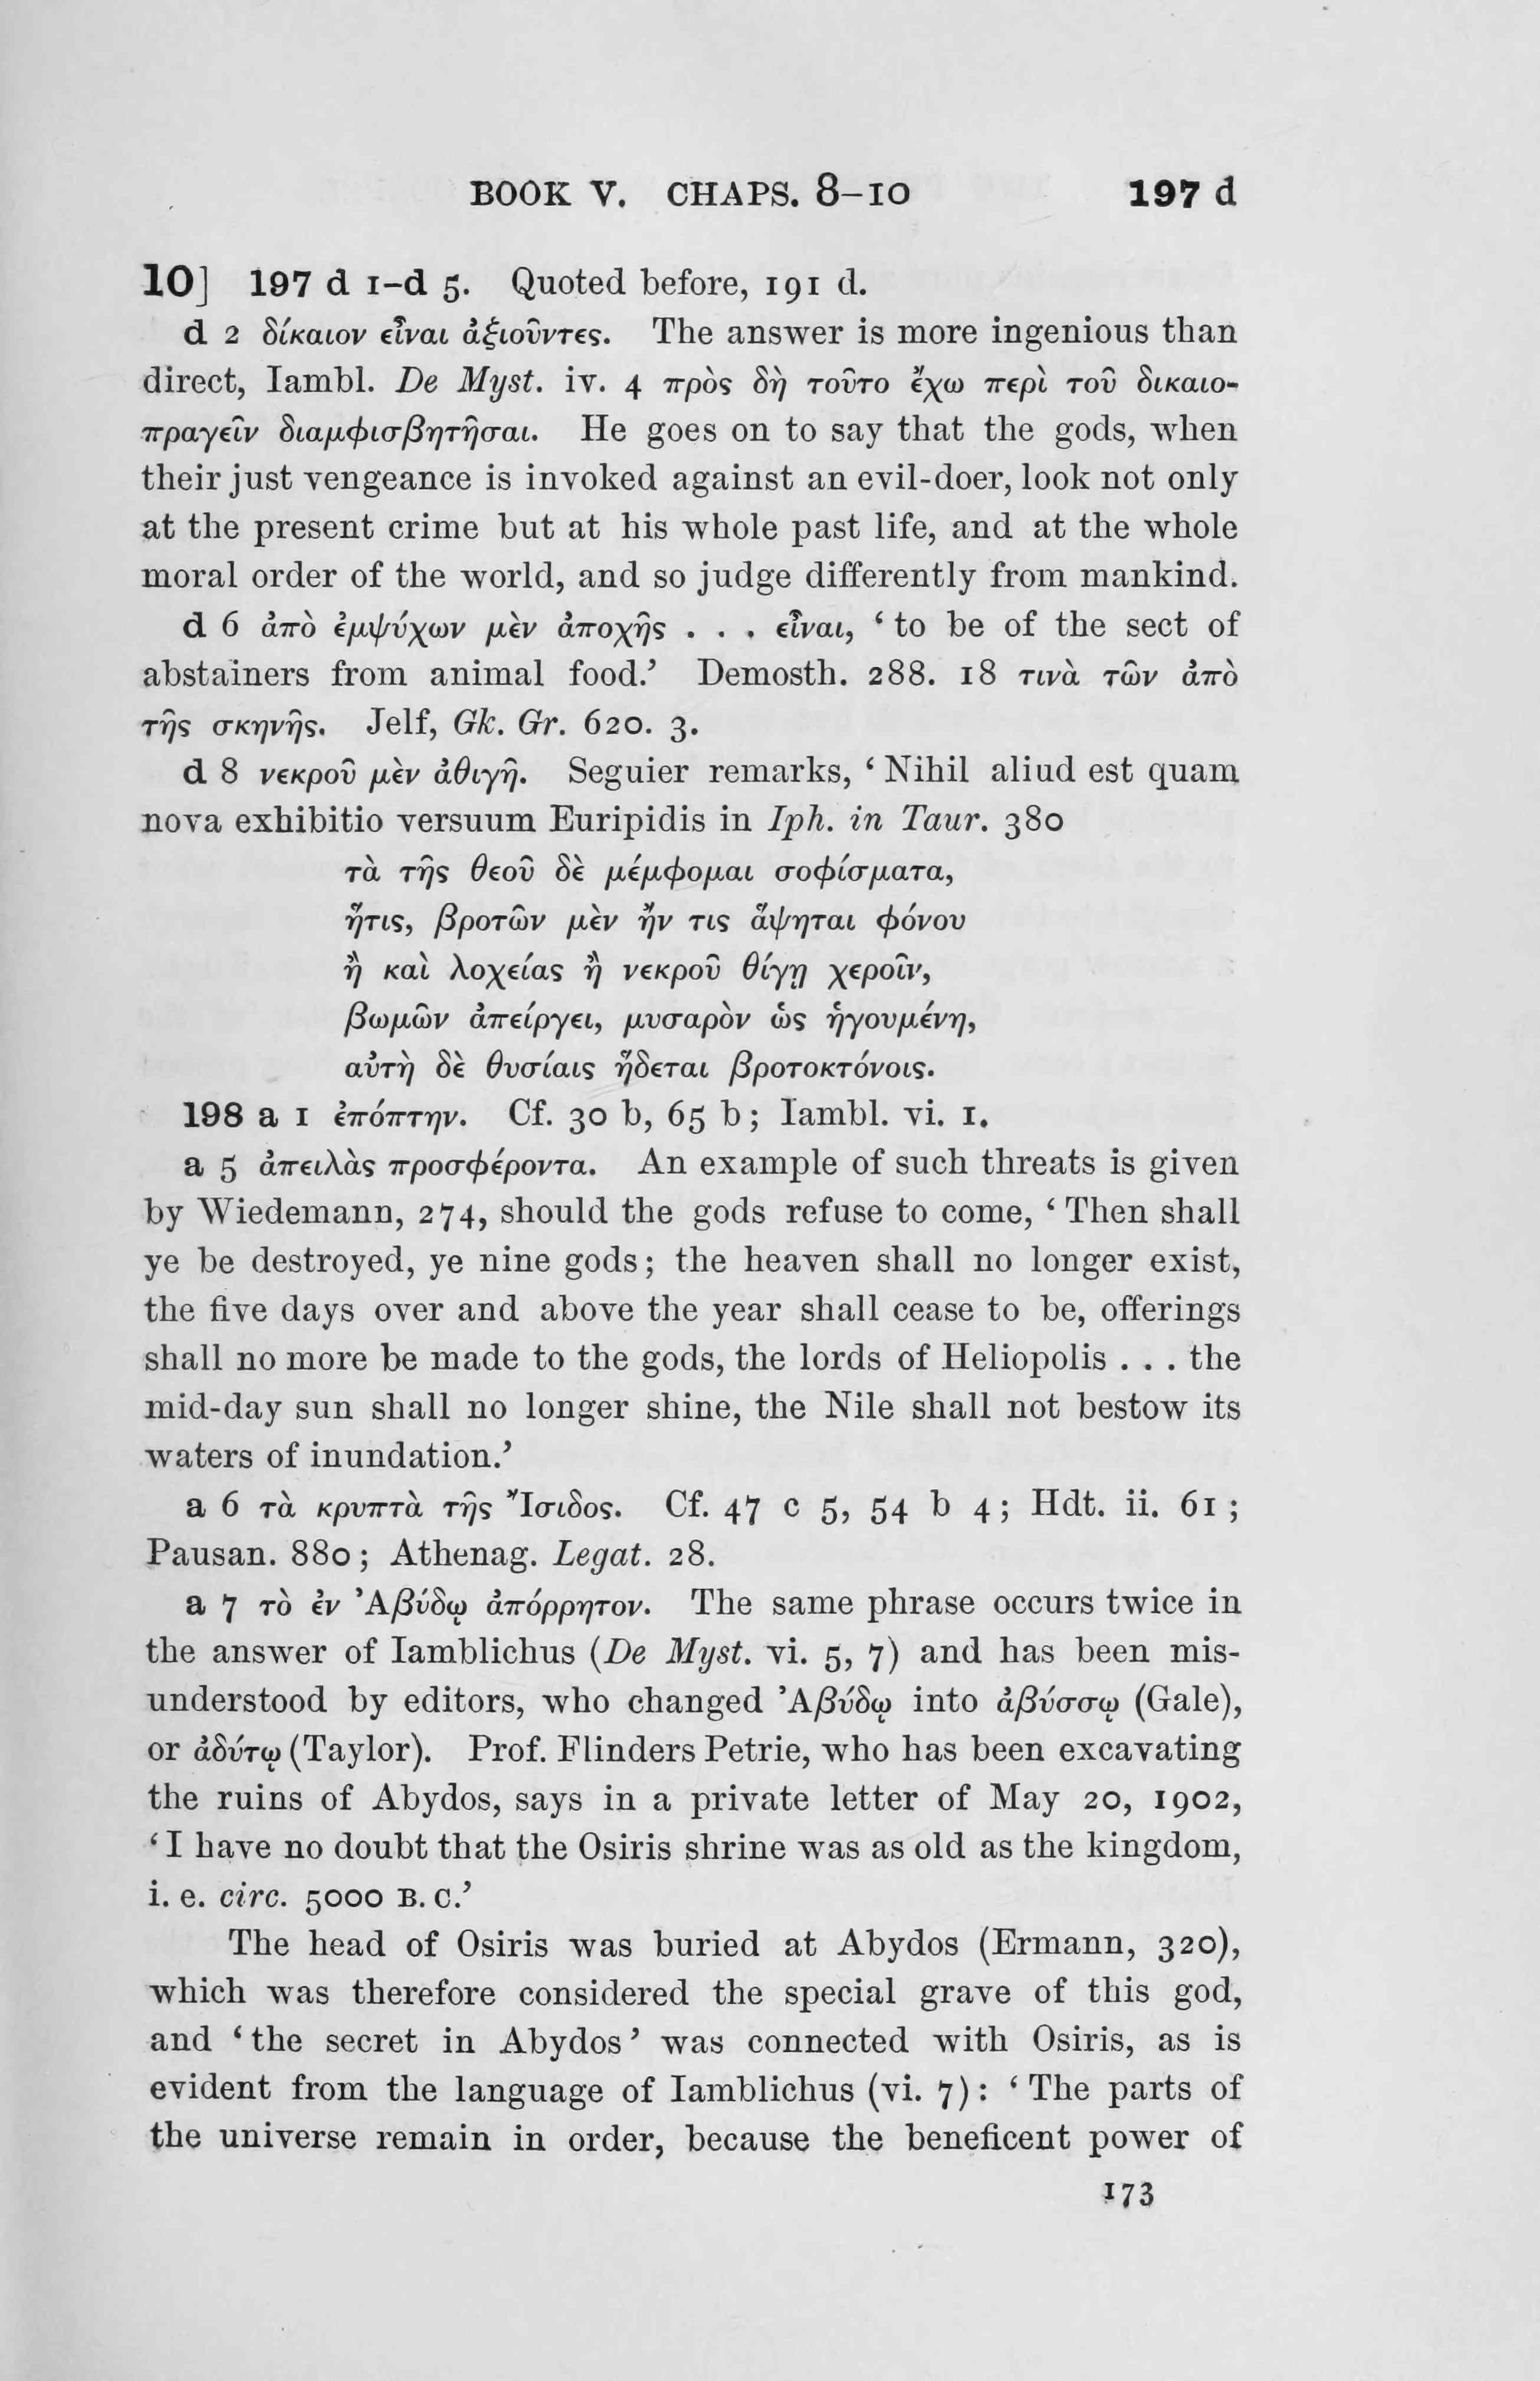 BOOK V. CHAPS. 8–10 197 d
10] 197 d 1–d 5. Quoted before, 191 d.
d 2 δίκαιον εἶναι ἀξιοῦντες. The answer is more ingenious than
direct, Iambl. De Myst. iv. 4 πρὸς δὴ τοῦτο ἔχω περὶ τοῦ δικαιο-
πραγεῖν διαμφισβητῆσαι. He goes on to say that the gods, when
their just vengeance is invoked against an evil-doer, look not only
at the present crime but at his whole past life, and at the whole
moral order of the world, and so judge differently from mankind.
d 6 ἀπὸ ἐμψύχων μὲν ἀποχῆς . . . εἶναι, ‘to be of the sect of
abstainers from animal food.’ Demosth. 288. 18 τινὰ τῶν ἀπὸ
τῆς σκηνῆς. Jelf, Gk. Gr. 620. 3.
d 8 νεκροῦ μὲν ἀθιγῆ. Seguier remarks, ‘Nihil aliud est quam
nova exhibitio versuum Euripidis in Iph. in Taur. 380
τὰ τῆς θεοῦ δὲ μέμφομαι σοφίσματα,
ἥτις, βροτῶν μὲν ἤν τις ἅψηται φόνου
ἢ καὶ λοχείας ἢ νεκροῦ θίγῃ χεροῖν,
βωμῶν ἀπείργει, μυσαρὸν ὡς ἡγουμένη,
αὐτὴ δὲ θυσίαις ἥδεται βροτοκτόνοις.
198 a 1 ἐπόπτην. Cf. 30 b, 65 b; Iambl. vi. 1.
a 5 ἀπειλὰς προσφέροντα. An example of such threats is given
by Wiedemann, 274, should the gods refuse to come, ‘Then shall
ye be destroyed, ye nine gods; the heaven shall no longer exist,
the five days over and above the year shall cease to be, offerings
shall no more be made to the gods, the lords of Heliopolis . . . the
mid-day sun shall no longer shine, the Nile shall not bestow its
waters of inundation.’
a 6 τὰ κρυπτὰ τῆς Ἴσιδος. Cf. 47 c 5, 54 b 4; Hdt. ii. 61;
Pausan. 880; Athenag. Legat. 28.
a 7 τὸ ἐν Ἀβύδῳ ἀπόρρητον. The same phrase occurs twice in
the answer of Iamblichus (De Myst. vi. 5, 7) and has been mis-
understood by editors, who changed Ἀβύδῳ into ἀβύσσῳ (Gale),
or ἀδύτῳ (Taylor). Prof. Flinders Petrie, who has been excavating
the ruins of Abydos, says in a private letter of May 20, 1902,
‘I have no doubt that the Osiris shrine was as old as the kingdom,
i. e. circ. 5000 B. C.’
The head of Osiris was buried at Abydos (Ermann, 320),
which was therefore considered the special grave of this god,
and ‘the secret in Abydos’ was connected with Osiris, as is
evident from the language of Iamblichus (vi. 7): ‘The parts of
the universe remain in order, because the beneficent power of
173